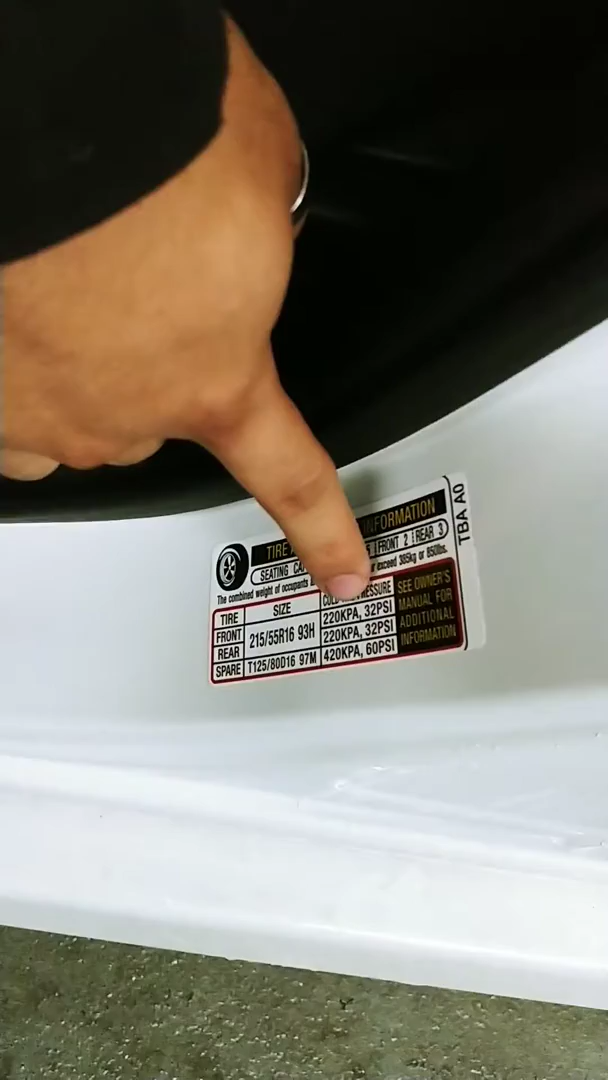 TIRE INFORMATION
SEATING FRONT 2 REAR 3
The combined weight of occupants exceed 385kg or 850lbs.
TIRE SIZE PRESSURE SEE OWNER'S MANUAL FOR ADDITIONAL INFORMATION
FRONT 215/55R16 93H 220KPA, 32PSI
REAR 220KPA, 32PSI
SPARE T125/80D16 97M 420KPA, 60PSI
TBA A0